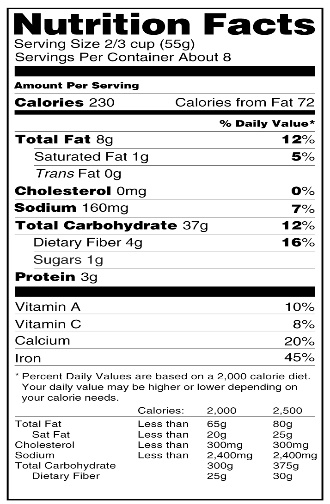 Nutrition Facts
Serving Size 2/3 cup (55g)
Servings Per Container About 8
Amount Per Serving
Calories 230 Calories from Fat 72
% Daily Value*
Total Fat 8g 12%
Saturated Fat 1g 5%
Trans Fat 0g
Cholesterol 0mg 0%
Sodium 160mg 7%
Total Carbohydrate 37g 12%
Dietary Fiber 4g 16%
Sugars 1g
Protein 3g
Vitamin A 10%
Vitamin C 8%
Calcium 20%
Iron 45%
* Percent Daily Values are based on a 2,000 calorie diet.
Your daily value may be higher or lower depending on
your calorie needs.
Calories: 2,000 2,500
Total Fat Less than 65g 80g
Sat Fat Less than 20g 25g
Cholesterol Less than 300mg 300mg
Sodium Less than 2,400mg 2,400mg
Total Carbohydrate 300g 375g
Dietary Fiber 25g 30g